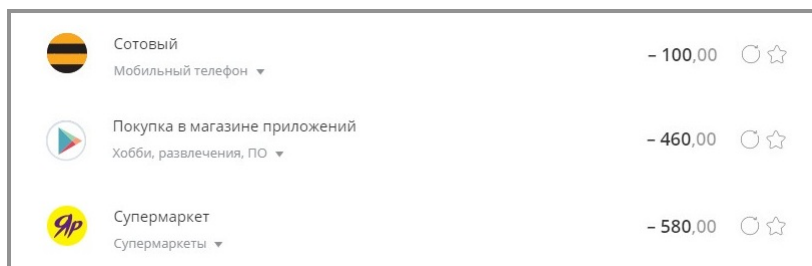 Сотовый
– 100,00
Мобильный телефон
Покупка в магазине приложений
– 460,00
Хобби, развлечения, ПО
ЯР
Супермаркет
– 580,00
Супермаркеты